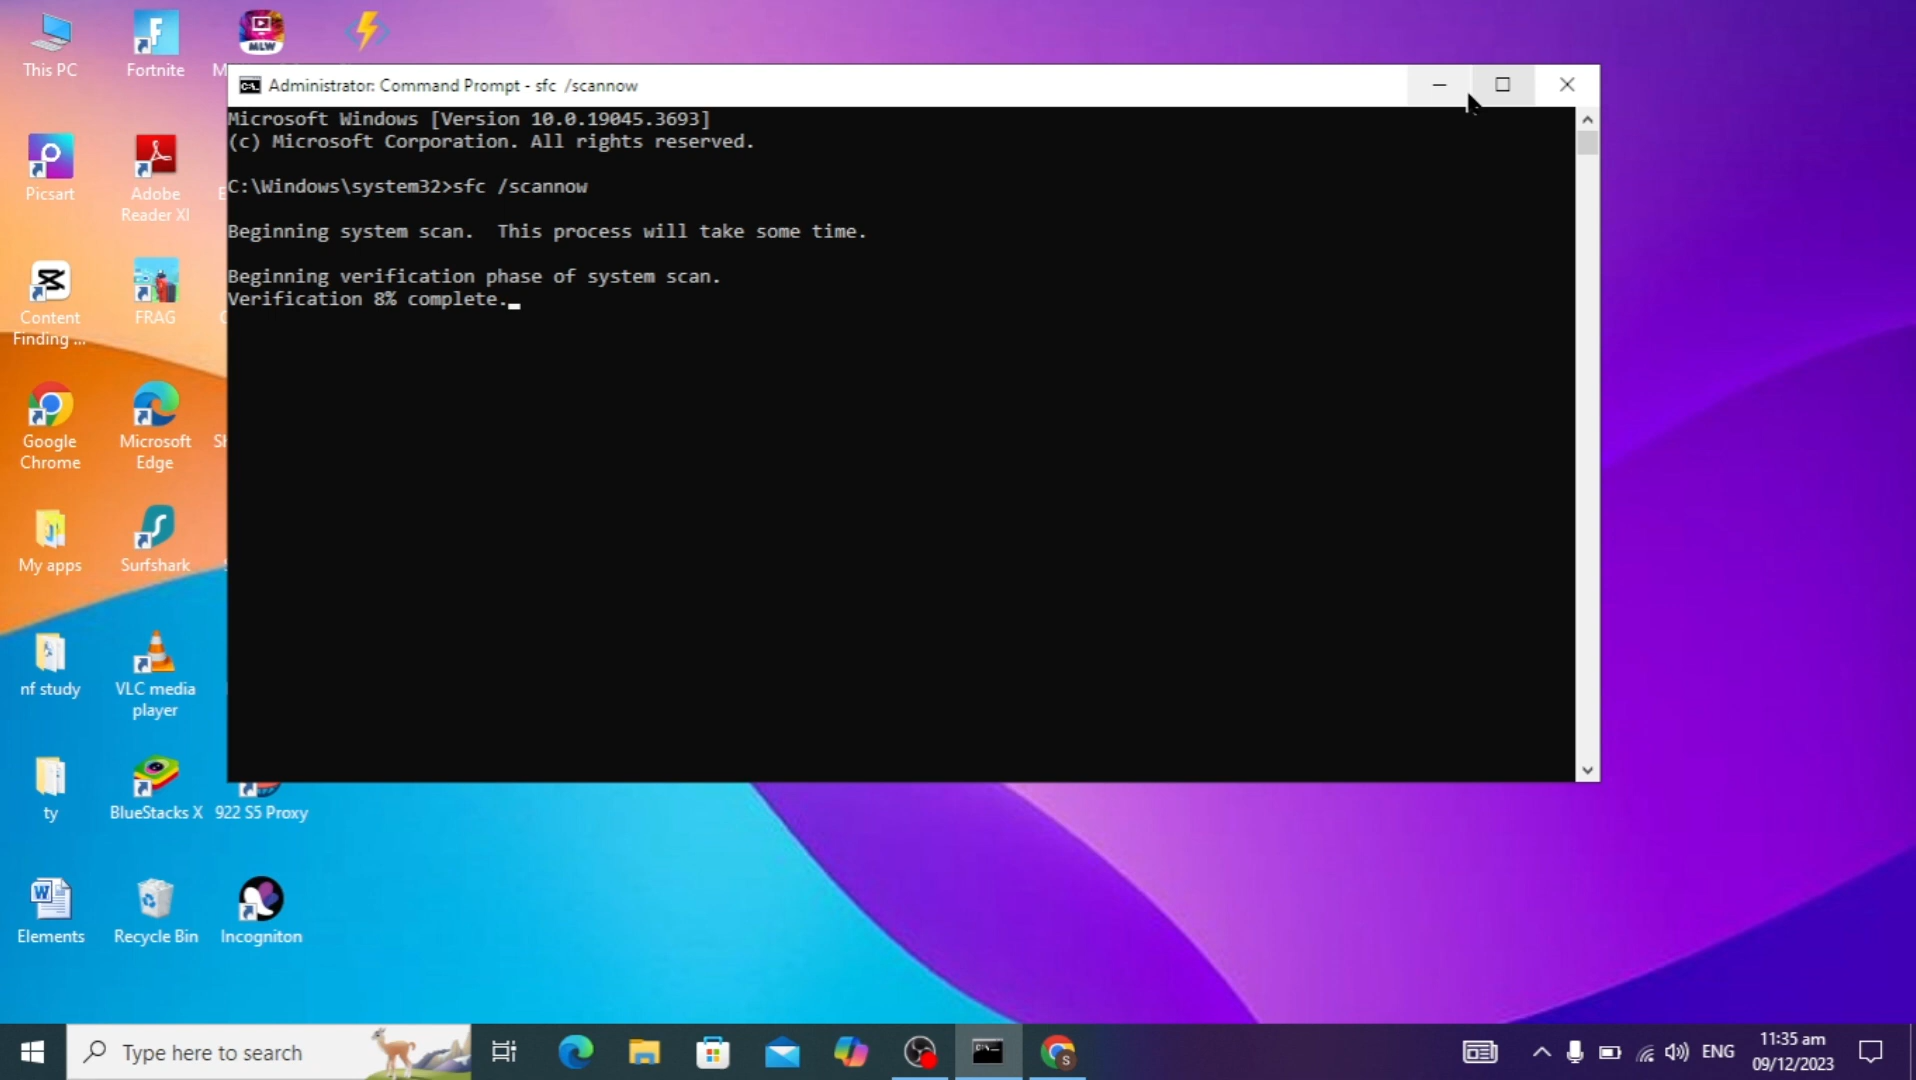 This PC
Fortnite
MLW
M
Administrator: Command Prompt - sfc /scannow
Microsoft Windows [Version 10.0.19045.3693]
(c) Microsoft Corporation. All rights reserved.
C:\Windows\system32>sfc /scannow
Beginning system scan.  This process will take some time.
Beginning verification phase of system scan.
Verification 8% complete.
Picsart
Adobe
Reader XI
Content
Finding ...
FRAG
Google
Chrome
Microsoft
Edge
My apps
Surfshark
nf study
VLC media
player
ty
BlueStacks X
922 S5 Proxy
Elements
Recycle Bin
Incogniton
Type here to search
ENG
11:35 am
09/12/2023